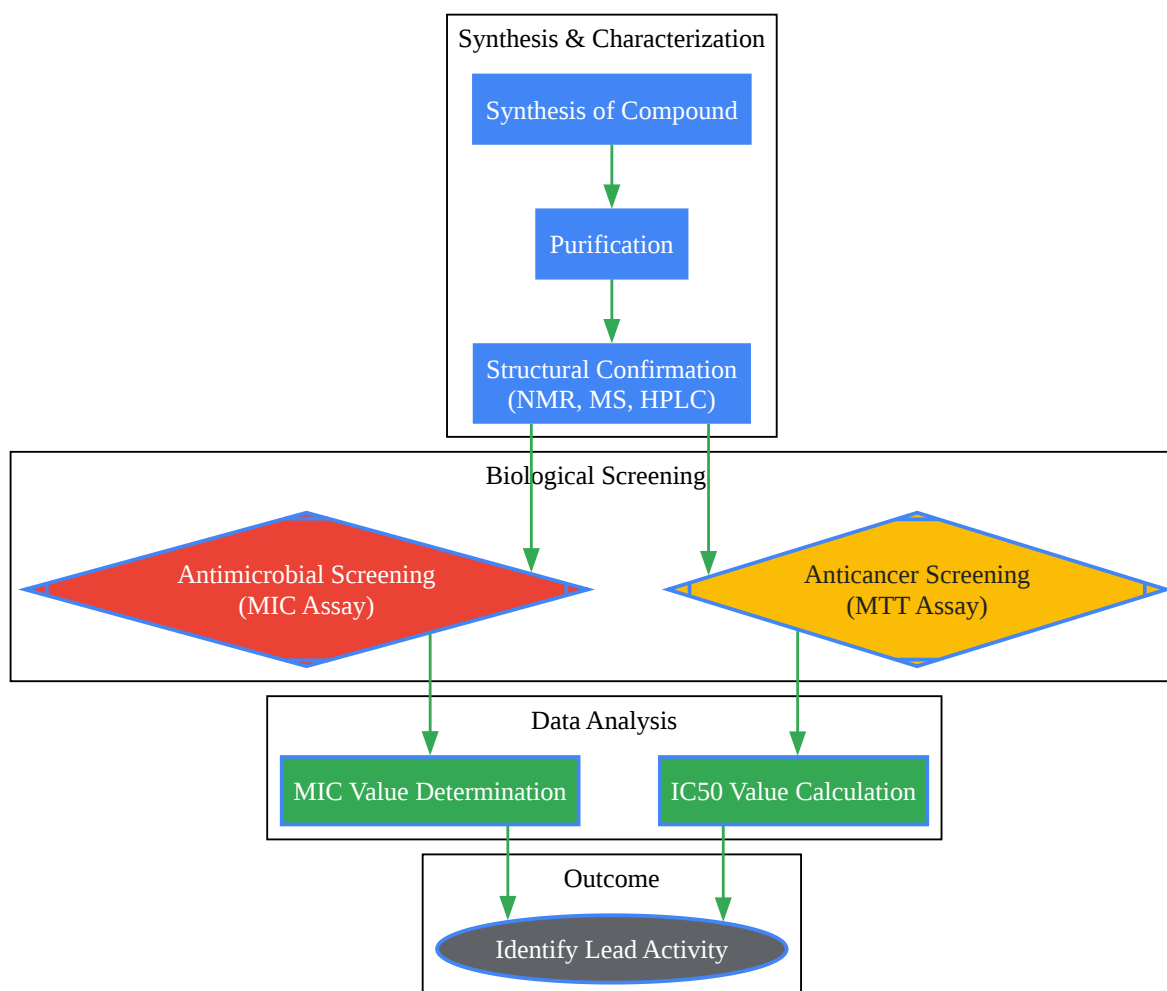 Synthesis & Characterization
Synthesis of Compound
Purification
Structural Confirmation
(NMR, MS, HPLC)
Biological Screening
Antimicrobial Screening
(MIC Assay)
Anticancer Screening
(MTT Assay)
Data Analysis
MIC Value Determination
IC50 Value Calculation
Outcome
Identify Lead Activity